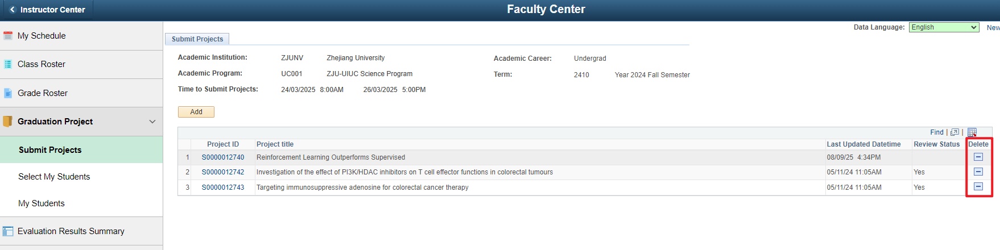 Instructor Center
Faculty Center
Data Language: English New
My Schedule
Class Roster
Grade Roster
Graduation Project
Submit Projects
Select My Students
My Students
Evaluation Results Summary
Submit Projects
Academic Institution: ZJUNV Zhejiang University Academic Career: Undergrad
Academic Program: UC001 ZJU-UIUC Science Program Term: 2410 Year 2024 Fall Semester
Time to Submit Projects: 24/03/2025 8:00AM 26/03/2025 5:00PM
Add
Find | |
Project ID Project title Last Updated Datetime Review Status Delete
1 S0000012740 Reinforcement Learning Outperforms Supervised 08/09/25 4:34PM
2 S0000012742 Investigation of the effect of PI3K/HDAC inhibitors on T cell effector functions in colorectal tumours 05/11/24 11:05AM Yes
3 S0000012743 Targeting immunosuppressive adenosine for colorectal cancer therapy 05/11/24 11:05AM Yes